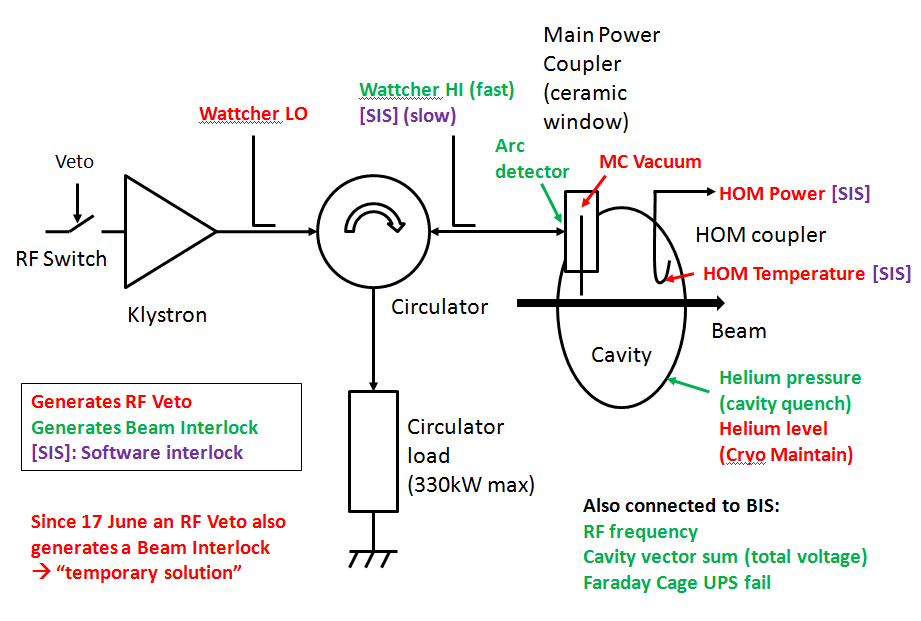 Main Power
Coupler
(ceramic
window)
Wattcher HI (fast)
[SIS] (slow)
Wattcher LO
Arc
detector
MC Vacuum
Veto
HOM Power [SIS]
HOM coupler
RF Switch
HOM Temperature [SIS]
Klystron
Circulator
Beam
Cavity
Helium pressure
(cavity quench)
Helium level
(Cryo Maintain)
Generates RF Veto
Generates Beam Interlock
[SIS]: Software interlock
Circulator
load
(330kW max)
Since 17 June an RF Veto also
generates a Beam Interlock
→ “temporary solution”
Also connected to BIS:
RF frequency
Cavity vector sum (total voltage)
Faraday Cage UPS fail